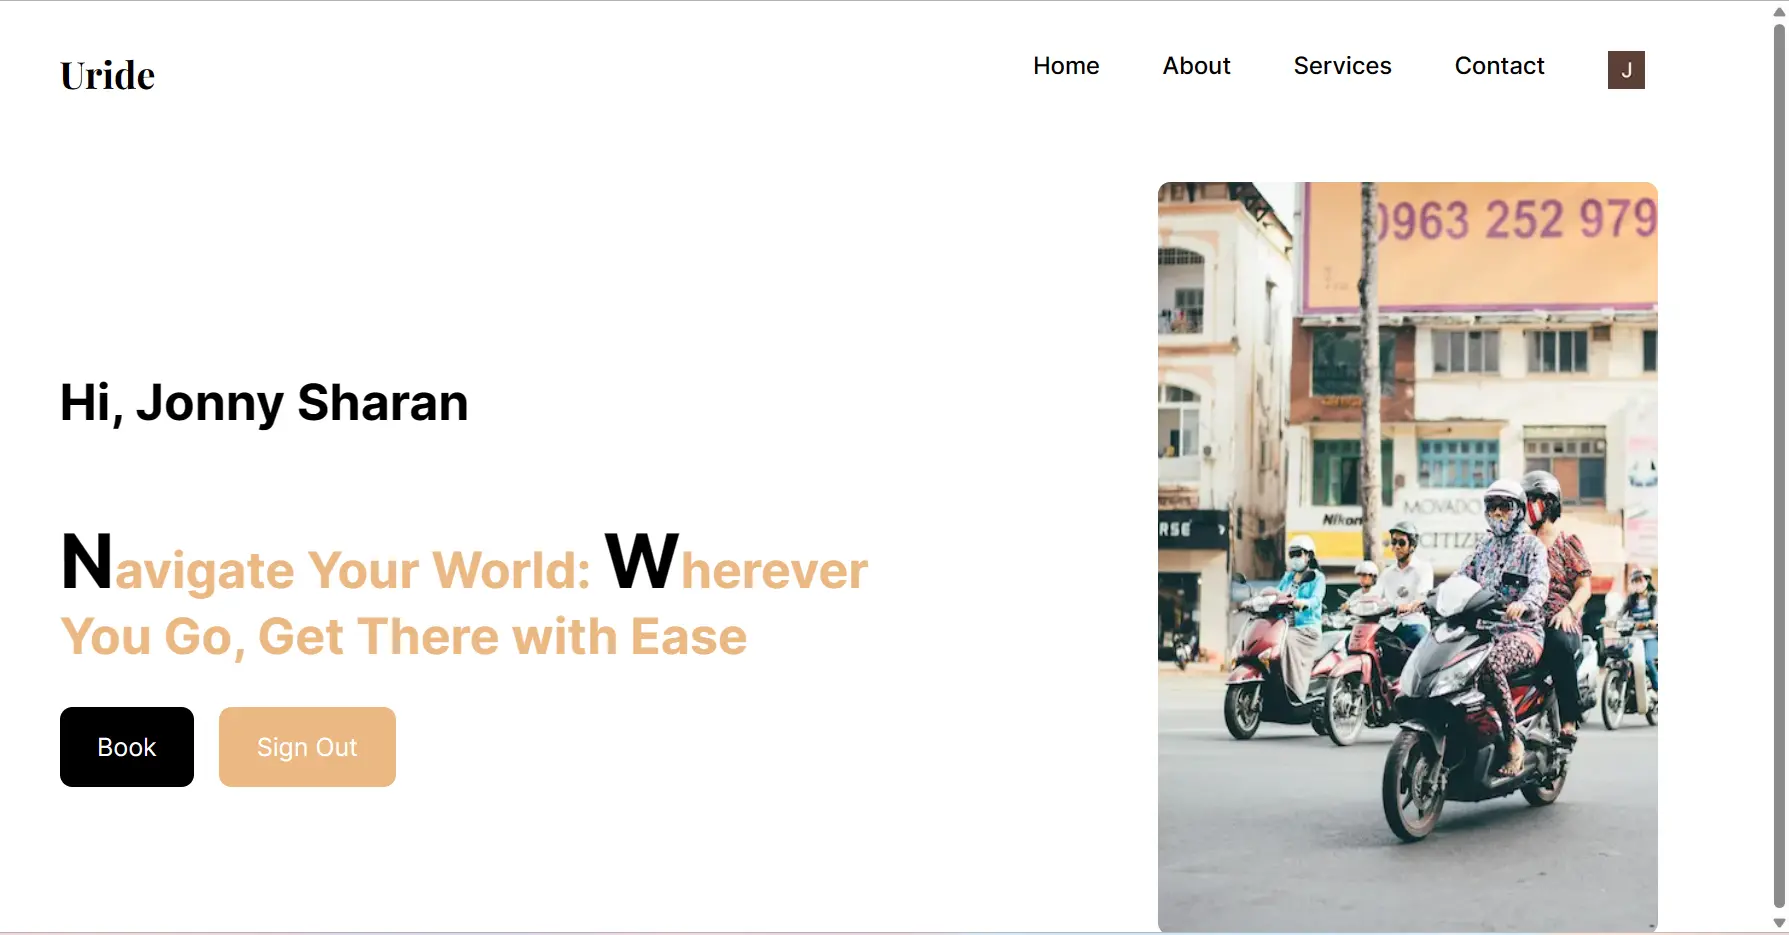 Uride
Home
About
Services
Contact
J
0963 252 979
Hi, Jonny Sharan
MOVADO
Nikon
CITIZE
RSE
Navigate Your World: Wherever
You Go, Get There with Ease
Book
Sign Out